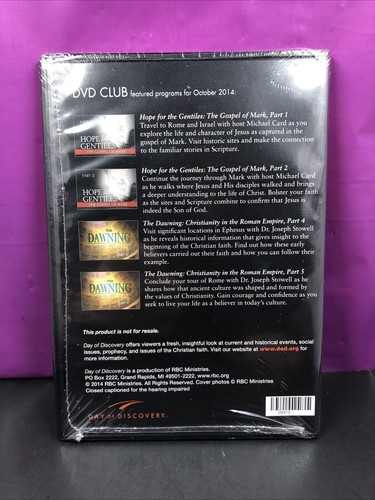 DVD CLUB featured programs for October 2014:
Hope for the Gentiles: The Gospel of Mark, Part 1
Travel to Rome and Israel with host Michael Card as you
explore the life and character of Jesus as captured in the
gospel of Mark. Visit historic sites and make the connection
to the familiar stories in Scripture.
HOPE
GENTILES
THE GOSPEL OF MARK
Hope for the Gentiles: The Gospel of Mark, Part 2
Continue the journey through Mark with host Michael Card
as he walks where Jesus and His disciples walked and brings
a deeper understanding to the life of Christ. Bolster your faith
as the sites and Scripture combine to confirm that Jesus is
indeed the Son of God.
PART 2
HOPE
GENTILES
THE GOSPEL OF MARK
The Dawning: Christianity in the Roman Empire, Part 4
Visit significant locations in Ephesus with Dr. Joseph Stowell
as he reveals historical information that gives insight to the
beginning of the Christian faith. Find out how these early
believers carried out their faith and how you can follow their
example.
THE
DAWNING
The Dawning: Christianity in the Roman Empire, Part 5
Conclude your tour of Rome with Dr. Joseph Stowell as he
shares how that ancient culture was shaped and formed by
the values of Christianity. Gain courage and confidence as you
seek to live your life as a believer in today's culture.
THE
DAWNING
This product is not for resale.
Day of Discovery offers viewers a fresh, insightful look at current and historical events, social
issues, prophecy, and issues of the Christian faith. Visit our website at www.dod.org for
more information.
Day of Discovery is a production of RBC Ministries.
PO Box 2222, Grand Rapids, MI 49501-2222, www.rbc.org
© 2014 RBC Ministries. All Rights Reserved. Cover photos © RBC Ministries
Closed captioned for the hearing impaired
DAY OF DISCOVERY